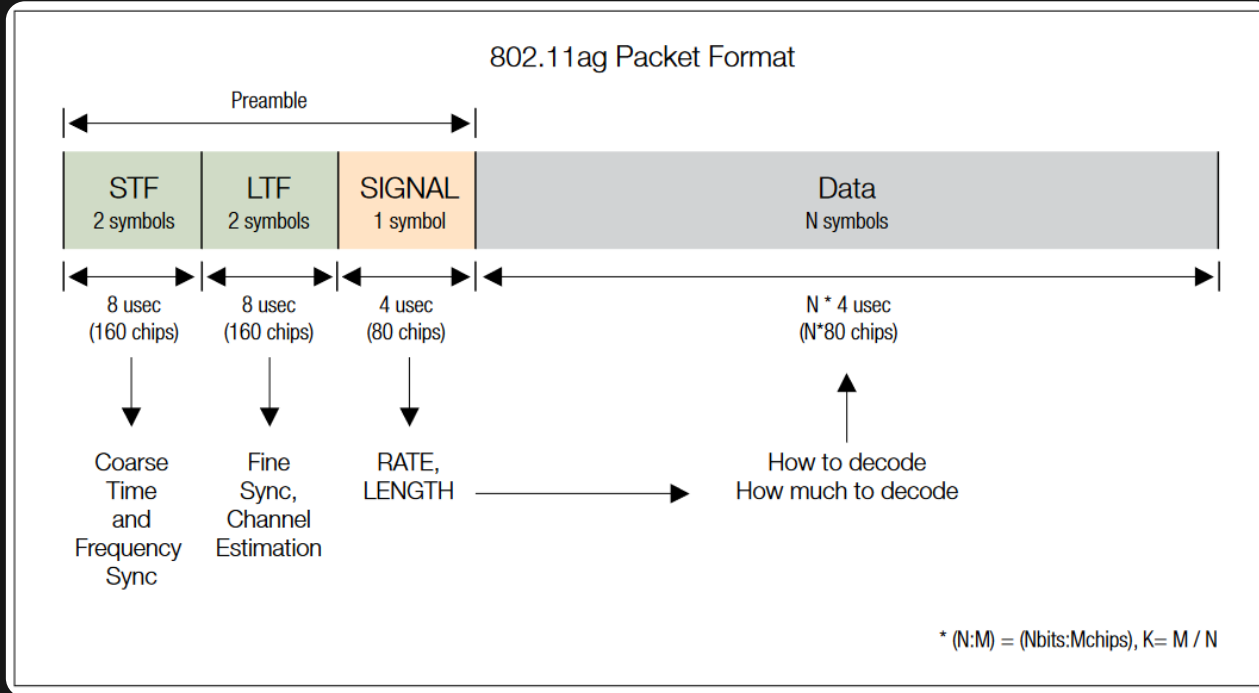 802.11ag Packet Format
Preamble
STF
2 symbols
LTF
2 symbols
SIGNAL
1 symbol
Data
N symbols
8 usec
(160 chips)
8 usec
(160 chips)
4 usec
(80 chips)
N * 4 usec
(N*80 chips)
Coarse
Time
and
Frequency
Sync
Fine
Sync,
Channel
Estimation
RATE,
LENGTH
How to decode
How much to decode
* (N:M) = (Nbits:Mchips), K= M / N